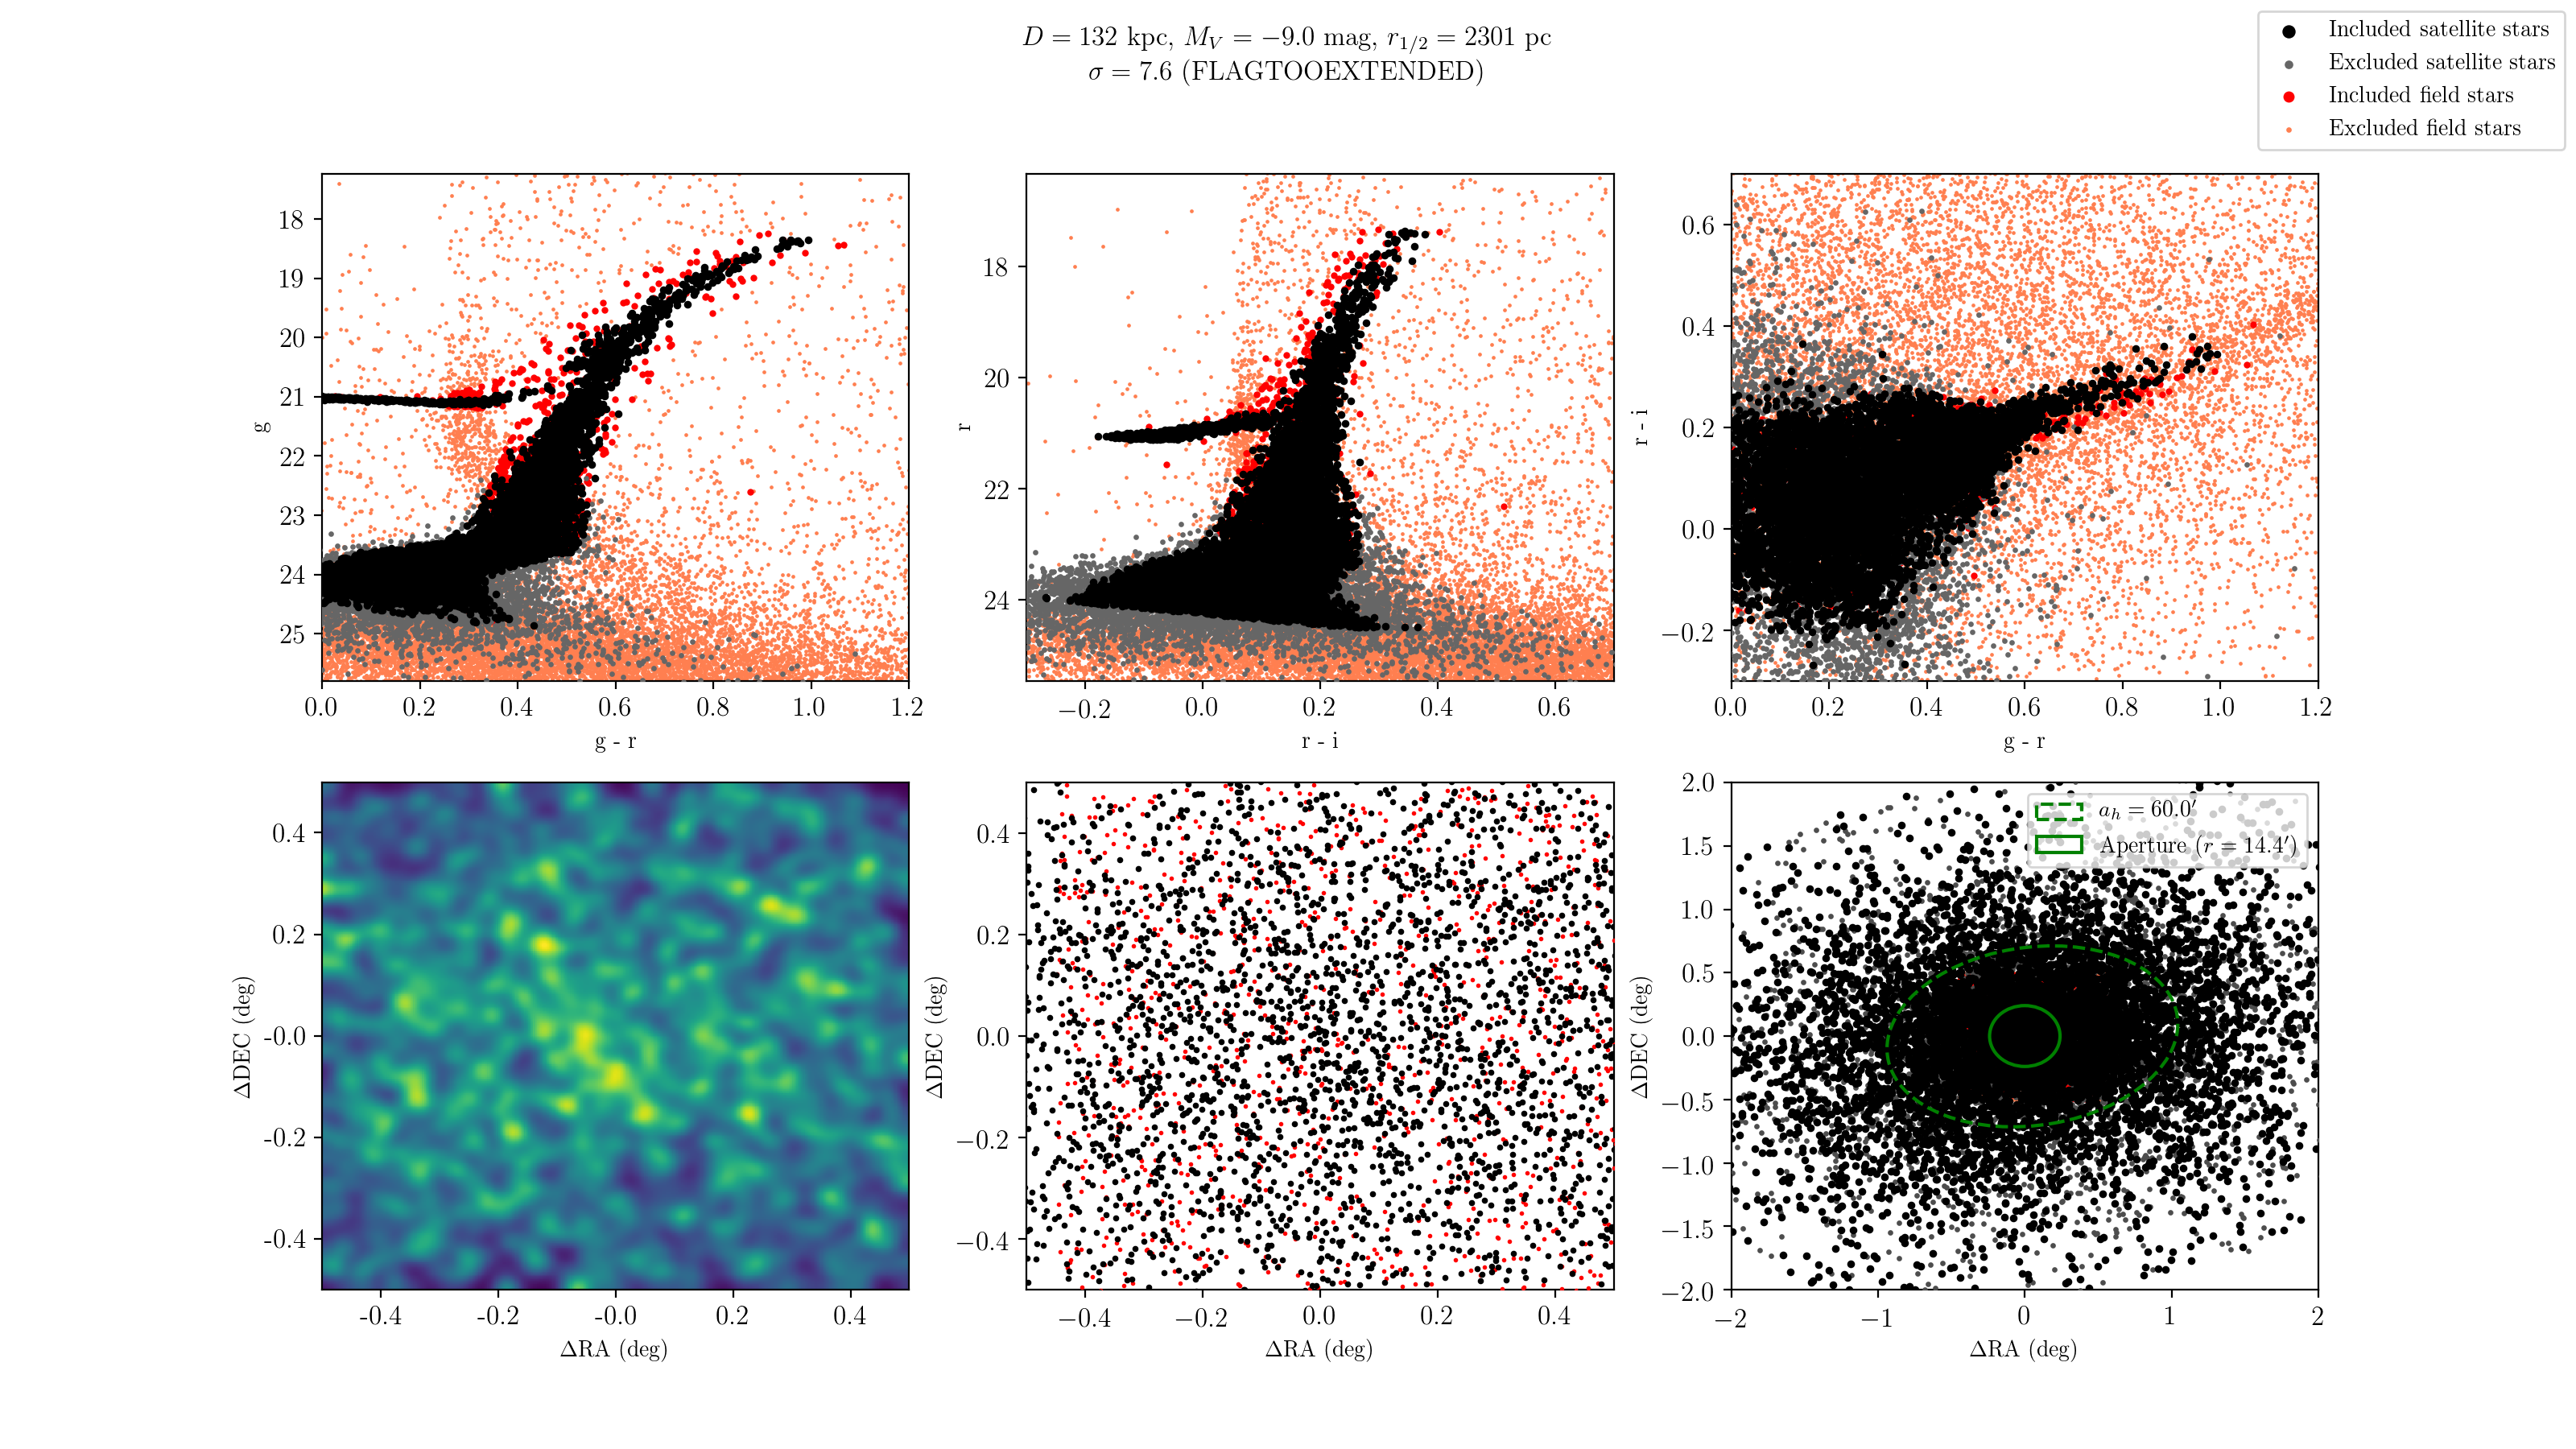 D = 132 kpc, M_V = −9.0 mag, r_{1/2} = 2301 pc
σ = 7.6 (FLAGTOOEXTENDED)
Included satellite stars
Excluded satellite stars
Included field stars
Excluded field stars
18
19
20
21
22
23
24
25
g
0.0 0.2 0.4 0.6 0.8 1.0 1.2
g - r
18
20
22
24
r
−0.2 0.0 0.2 0.4 0.6
r - i
0.6
0.4
0.2
0.0
−0.2
r - i
0.0 0.2 0.4 0.6 0.8 1.0 1.2
g - r
0.4
0.2
-0.0
-0.2
-0.4
ΔDEC (deg)
-0.4 -0.2 -0.0 0.2 0.4
ΔRA (deg)
0.4
0.2
0.0
−0.2
−0.4
ΔDEC (deg)
−0.4 −0.2 0.0 0.2 0.4
ΔRA (deg)
a_h = 60.0′
Aperture (r = 14.4′)
2.0
1.5
1.0
0.5
0.0
−0.5
−1.0
−1.5
−2.0
ΔDEC (deg)
−2 −1 0 1 2
ΔRA (deg)